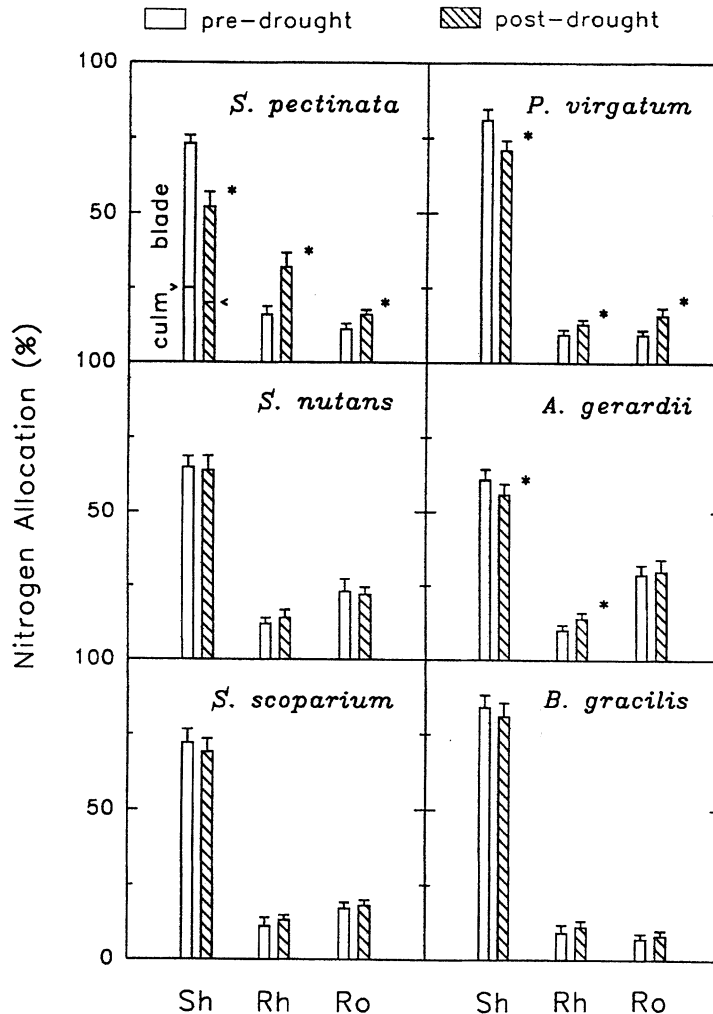 pre-drought
post-drought
Nitrogen Allocation (%)
100
50
100
50
100
50
0
S. pectinata
*
*
*
culm
blade
>
<
P. virgatum
*
*
*
S. nutans
A. gerardii
*
*
S. scoparium
B. gracilis
Sh Rh Ro
Sh Rh Ro